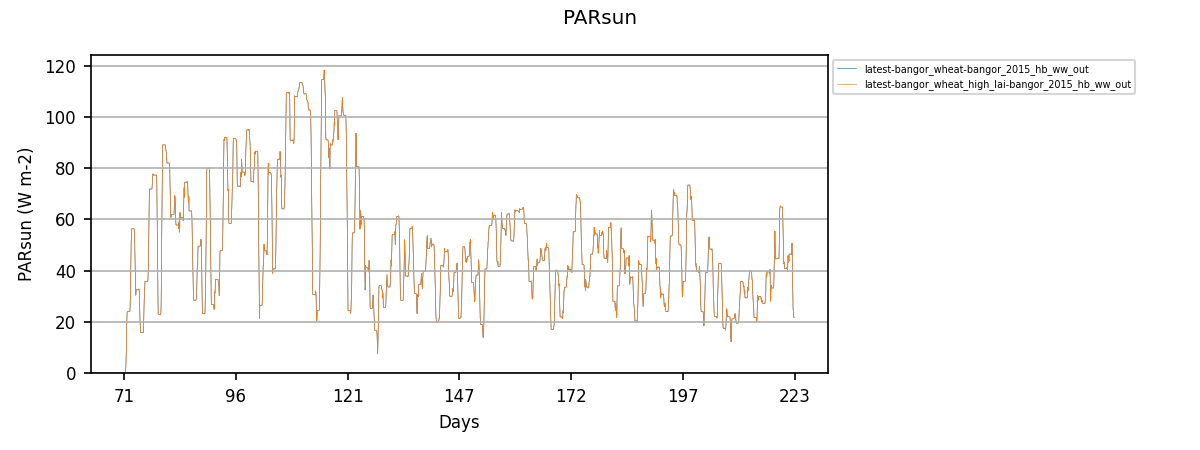 PARsun
120
100
80
60
40
20
0
PARsun (W m-2)
71 96 121 147 172 197 223
Days
latest-bangor_wheat-bangor_2015_hb_ww_out
latest-bangor_wheat_high_lai-bangor_2015_hb_ww_out